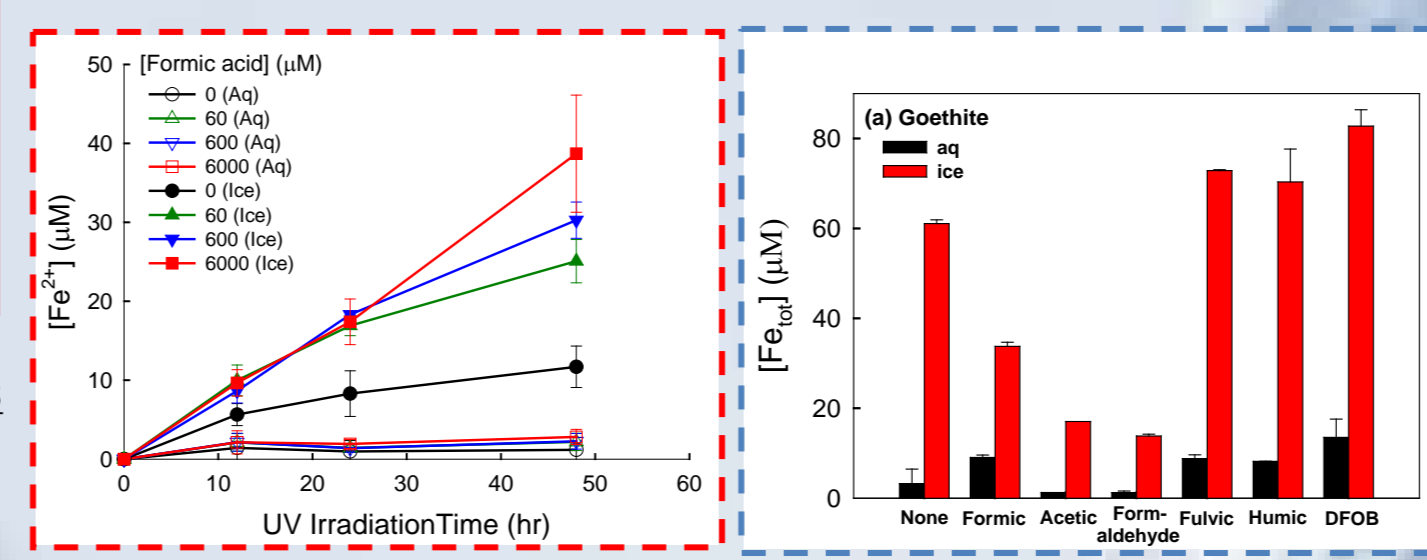 [Formic acid] (μM)
0 (Aq)
60 (Aq)
600 (Aq)
6000 (Aq)
0 (Ice)
60 (Ice)
600 (Ice)
6000 (Ice)
50
40
30
20
10
0
[Fe2+] (μM)
0 10 20 30 40 50 60
UV IrradiationTime (hr)
(a) Goethite
aq
ice
80
60
40
20
0
[Fetot] (μM)
None Formic Acetic Form- Fulvic Humic DFOB
aldehyde